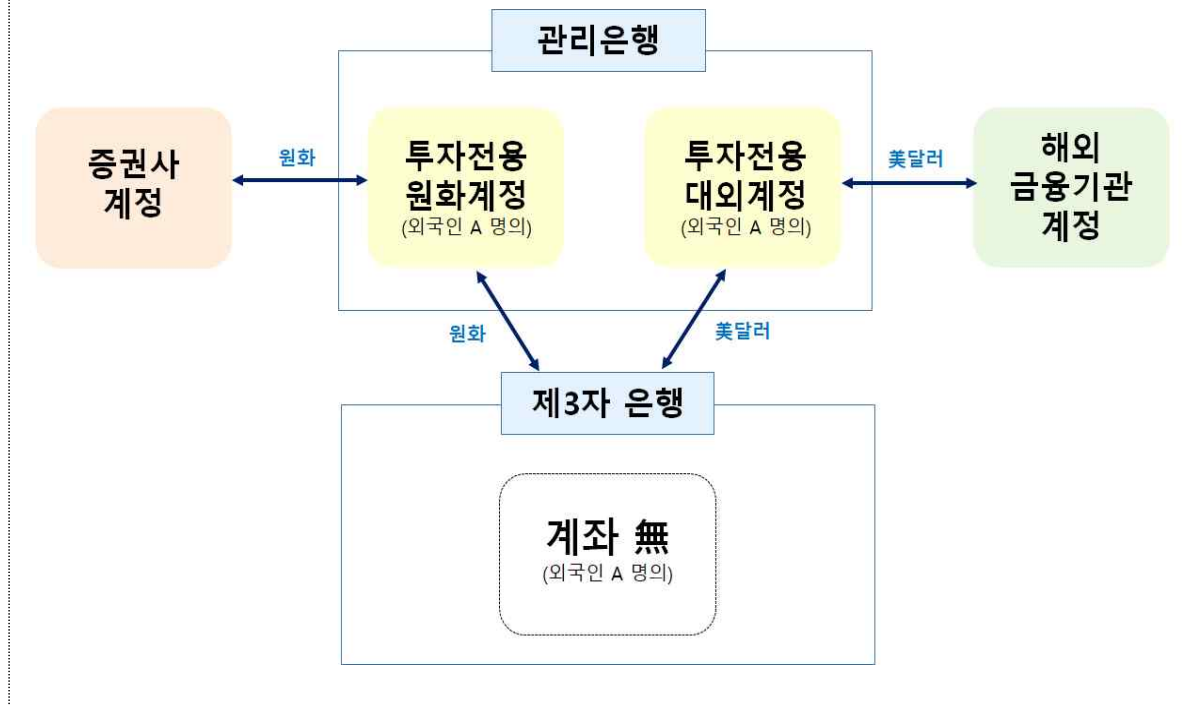 관리은행
증권사
계정
원화
투자전용
원화계정
(외국인 A 명의)
투자전용
대외계정
(외국인 A 명의)
美달러
해외
금융기관
계정
원화
美달러
제3자 은행
계좌 無
(외국인 A 명의)